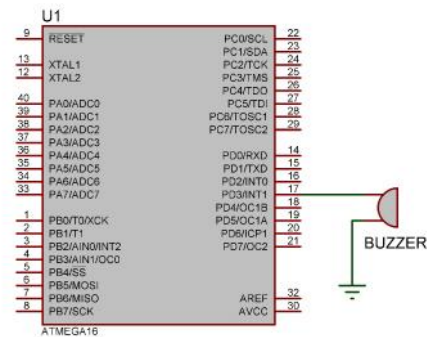 U1
9 RESET PC0/SCL 22
PC1/SDA 23
13 XTAL1 PC2/TCK 24
12 XTAL2 PC3/TMS 25
PC4/TDO 26
40 PA0/ADC0 PC5/TDI 27
39 PA1/ADC1 PC6/TOSC1 28
38 PA2/ADC2 PC7/TOSC2 29
37 PA3/ADC3
36 PA4/ADC4 PD0/RXD 14
35 PA5/ADC5 PD1/TXD 15
34 PA6/ADC6 PD2/INT0 16
33 PA7/ADC7 PD3/INT1 17
PD4/OC1B 18
1 PB0/T0/XCK PD5/OC1A 19
2 PB1/T1 PD6/ICP1 20
3 PB2/AIN0/INT2 PD7/OC2 21
4 PB3/AIN1/OC0
5 PB4/SS
6 PB5/MOSI
7 PB6/MISO AREF 32
8 PB7/SCK AVCC 30
ATMEGA16
BUZZER